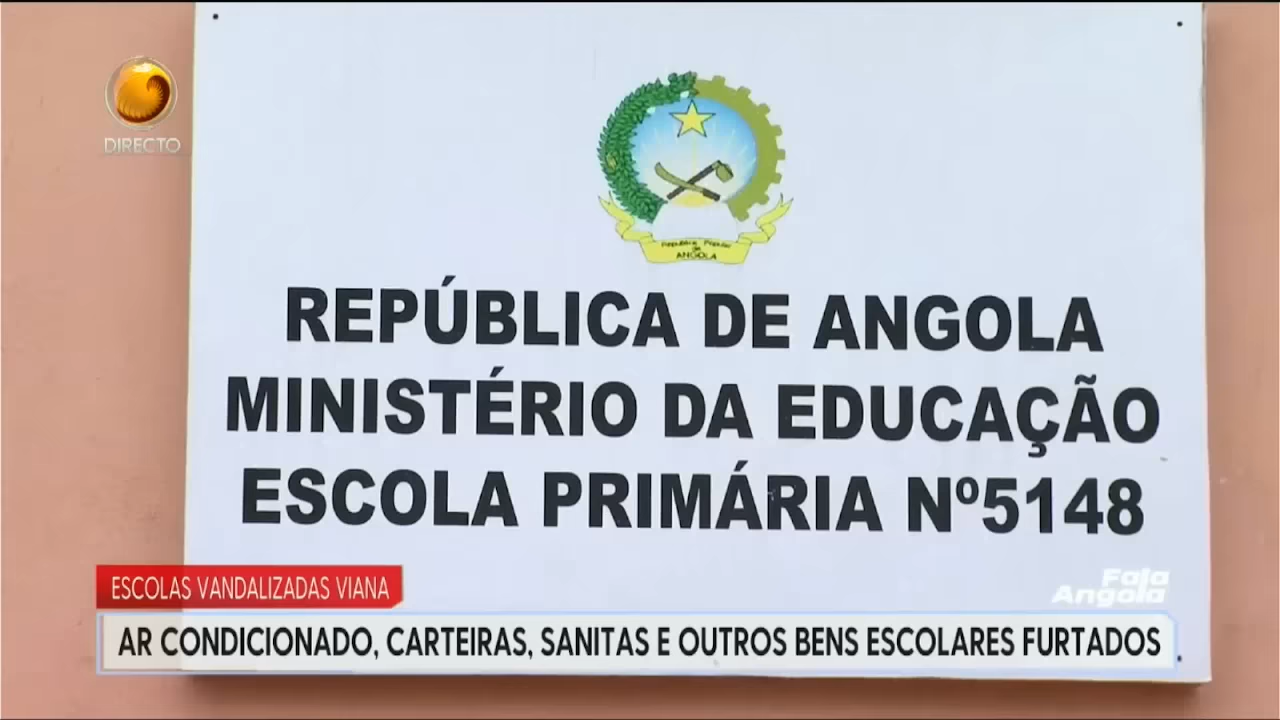 DIRECTO
República Popular
de
ANGOLA
REPÚBLICA DE ANGOLA
MINISTÉRIO DA EDUCAÇÃO
ESCOLA PRIMÁRIA Nº5148
Fala
Angola
ESCOLAS VANDALIZADAS VIANA
AR CONDICIONADO, CARTEIRAS, SANITAS E OUTROS BENS ESCOLARES FURTADOS